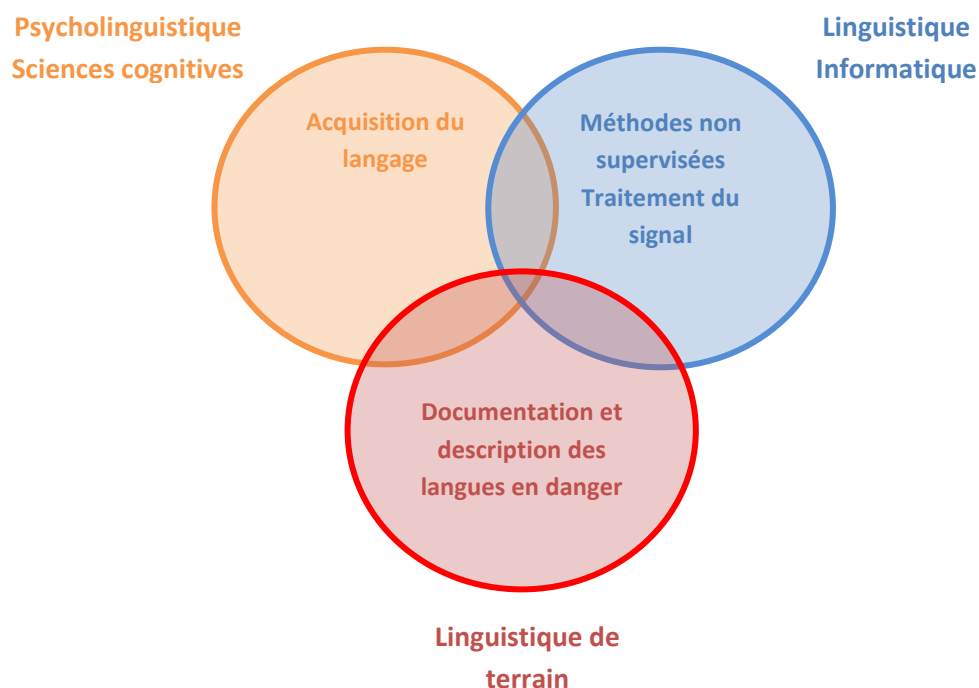 Psycholinguistique
Sciences cognitives
Linguistique
Informatique
Acquisition du
langage
Méthodes non
supervisées
Traitement du
signal
Documentation et
description des
langues en danger
Linguistique de
terrain